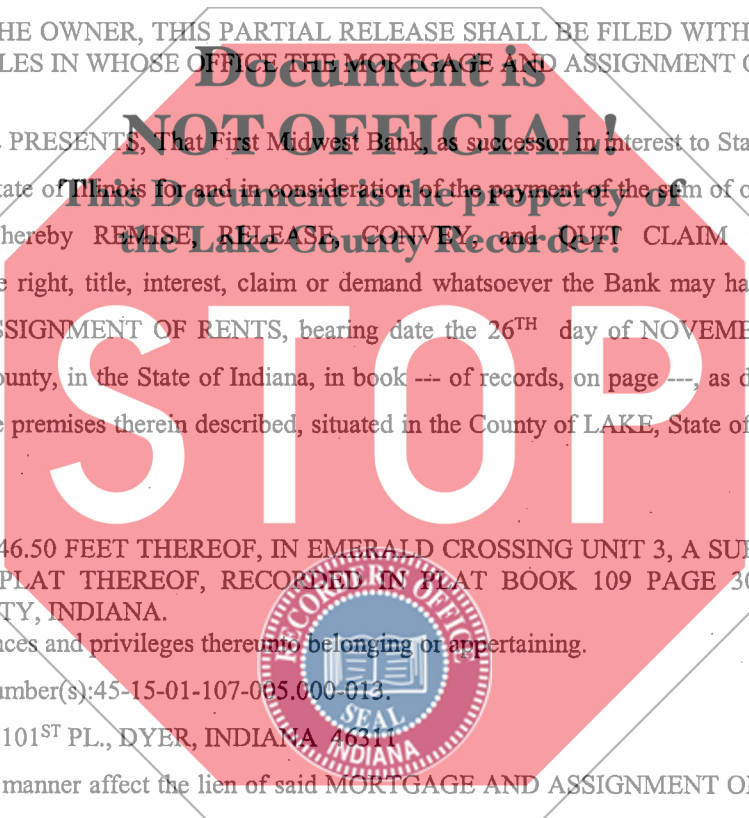 HE OWNER, THIS PARTIAL RELEASE SHALL BE FILED WITH
LES IN WHOSE OFFICE THE MORTGAGE AND ASSIGNMENT O
Document is
PRESENTS, That First Midwest Bank, as successor in interest to Sta
NOT OFFICIAL!
tate of Illinois for and in consideration of the payment of the sum of o
This Document is the property of
hereby REMISE, RELEASE, CONVEY, and QUIT CLAIM
the Lake County Recorder!
e right, title, interest, claim or demand whatsoever the Bank may ha
SSIGNMENT OF RENTS, bearing date the 26TH day of NOVEME
ounty, in the State of Indiana, in book --- of records, on page ---, as d
e premises therein described, situated in the County of LAKE, State of
STOP
46.50 FEET THEREOF, IN EMERALD CROSSING UNIT 3, A SU
PLAT THEREOF, RECORDED IN PLAT BOOK 109 PAGE 30
TY, INDIANA.
nces and privileges thereunto belonging or appertaining.
umber(s):45-15-01-107-005.000-013.
101ST PL., DYER, INDIANA 46311
manner affect the lien of said MORTGAGE AND ASSIGNMENT O
RECORDER'S OFFICE
SEAL
INDIANA